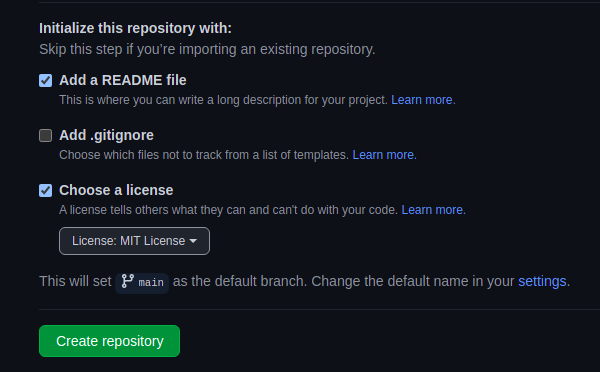 Initialize this repository with:
Skip this step if you're importing an existing repository.
Add a README file
This is where you can write a long description for your project. Learn more.
Add .gitignore
Choose which files not to track from a list of templates. Learn more.
Choose a license
A license tells others what they can and can't do with your code. Learn more.
License: MIT License
This will set main as the default branch. Change the default name in your settings.
Create repository